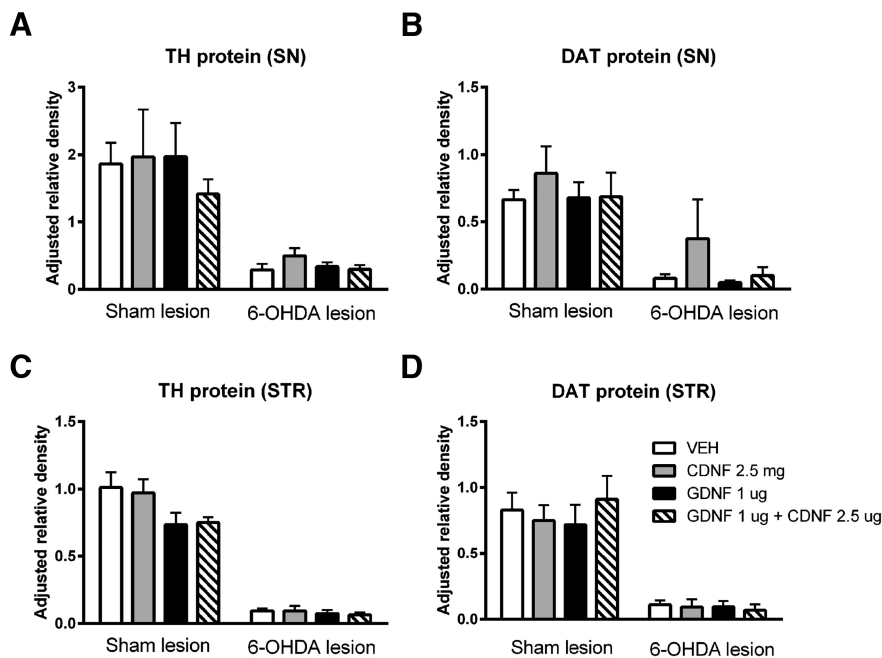 A
TH protein (SN)
Adjusted relative density
3
2
1
0
Sham lesion
6-OHDA lesion
B
DAT protein (SN)
Adjusted relative density
1.5
1.0
0.5
0.0
Sham lesion
6-OHDA lesion
C
TH protein (STR)
Adjusted relative density
1.5
1.0
0.5
0.0
Sham lesion
6-OHDA lesion
D
DAT protein (STR)
Adjusted relative density
1.5
1.0
0.5
0.0
Sham lesion
6-OHDA lesion
VEH
CDNF 2.5 mg
GDNF 1 ug
GDNF 1 ug + CDNF 2.5 ug